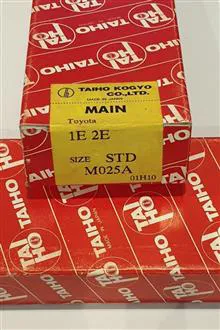 TAIHO KOGYO
CO.,LTD.
MADE IN JAPAN
MAIN
Toyota
1E 2E
SIZE STD
M025A
01H10
TAIHO
TAIHO
TAIHO
TAIHO
TAIHO